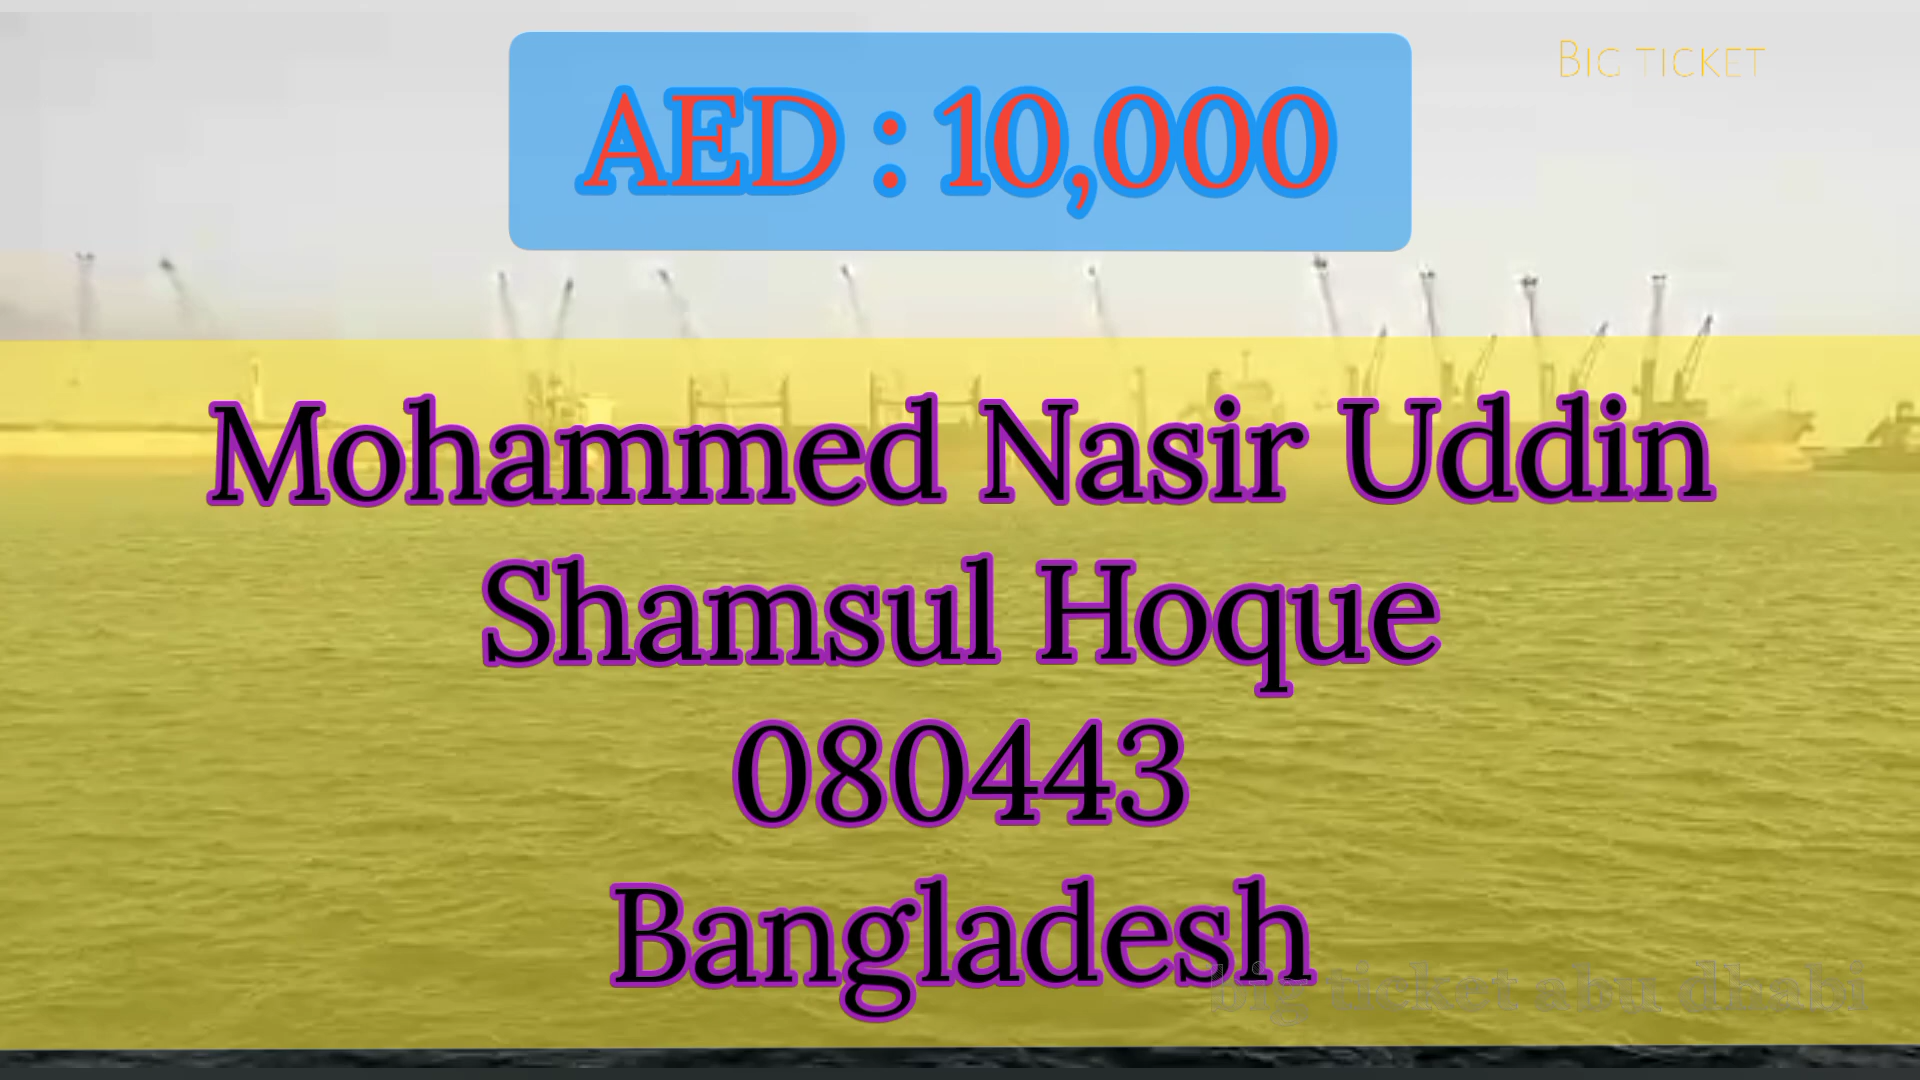 BIG TICKET
AED : 10,000
Mohammed Nasir Uddin
Shamsul Hoque
080443
Bangladesh
big ticket abu dhabi